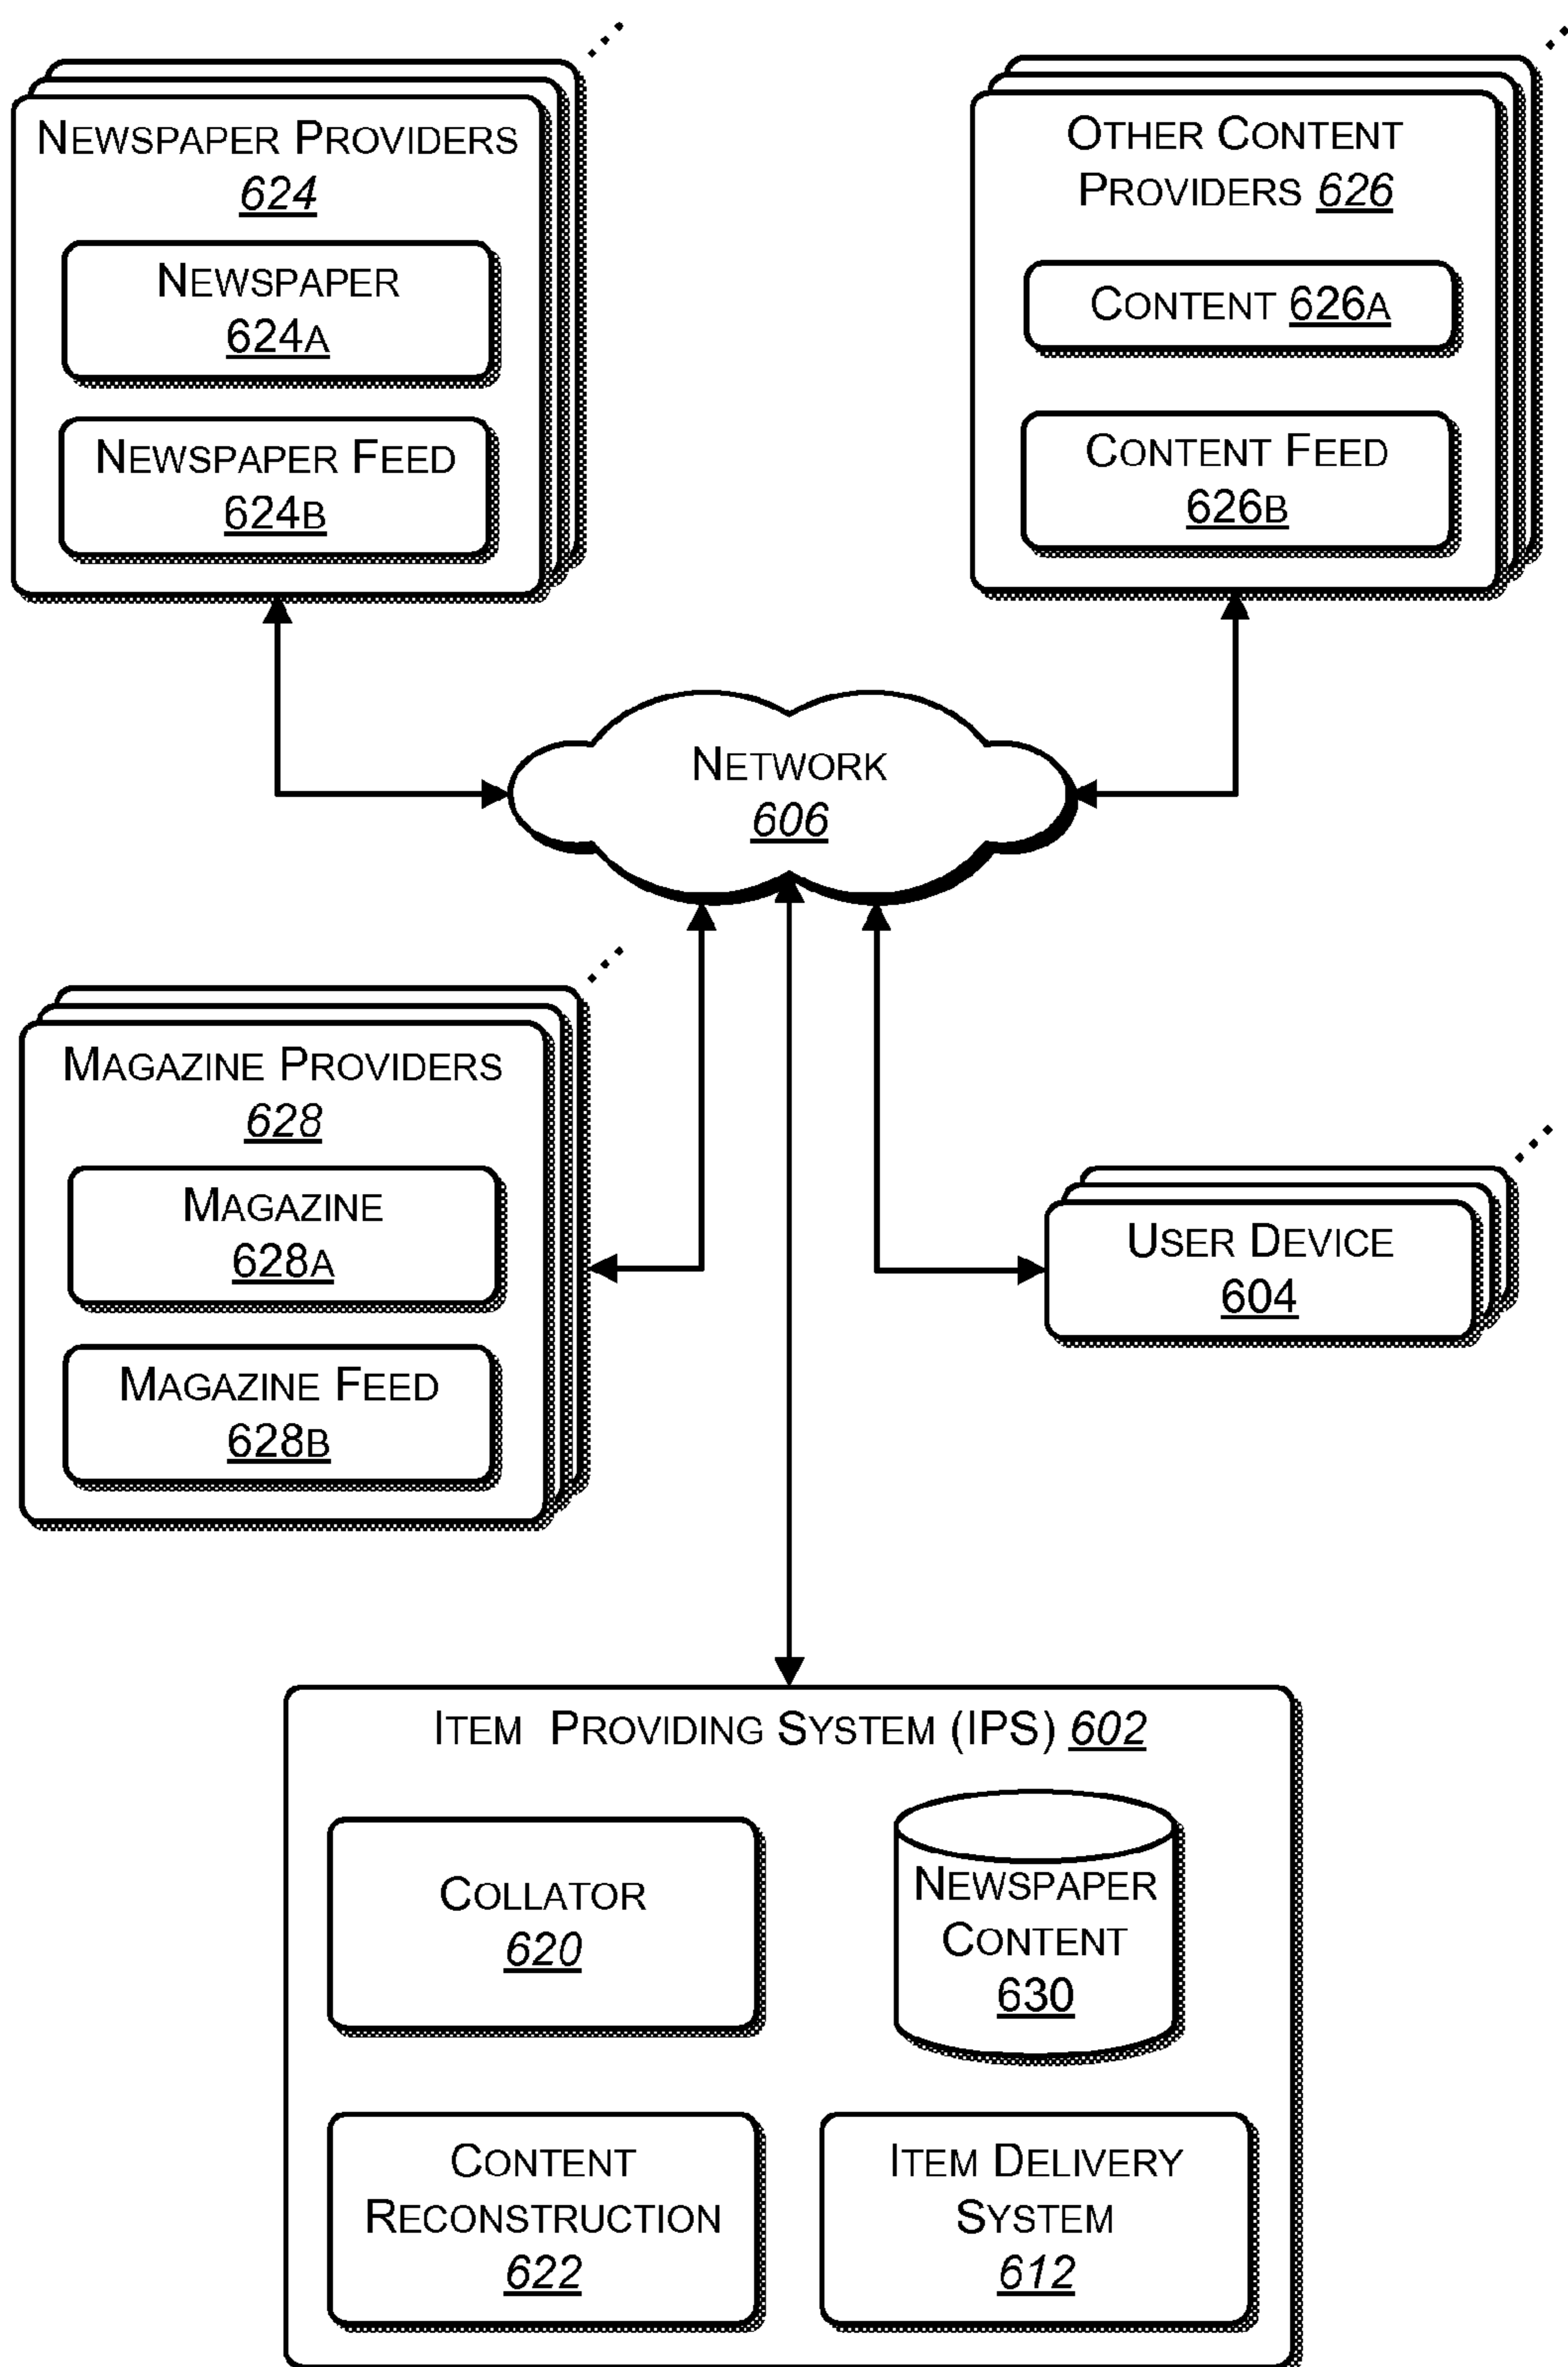 NEWSPAPER PROVIDERS
624
NEWSPAPER
624A
NEWSPAPER FEED
624B
OTHER CONTENT
PROVIDERS 626
CONTENT 626A
CONTENT FEED
626B
NETWORK
606
MAGAZINE PROVIDERS
628
MAGAZINE
628A
MAGAZINE FEED
628B
USER DEVICE
604
ITEM PROVIDING SYSTEM (IPS) 602
COLLATOR
620
NEWSPAPER
CONTENT
630
CONTENT
RECONSTRUCTION
622
ITEM DELIVERY
SYSTEM
612